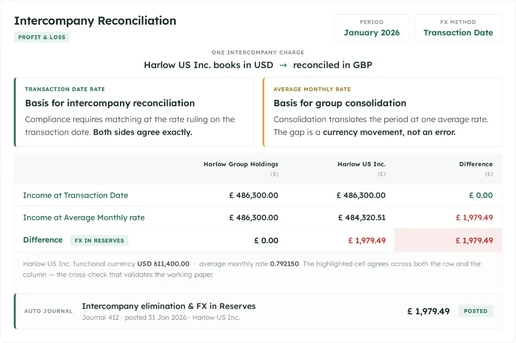 Intercompany Reconciliation
PROFIT & LOSS
PERIOD
January 2026
FX METHOD
Transaction Date
ONE INTERCOMPANY CHARGE
Harlow US Inc. books in USD → reconciled in GBP
TRANSACTION DATE RATE
Basis for intercompany reconciliation
Compliance requires matching at the rate ruling on the
transaction date. Both sides agree exactly.
AVERAGE MONTHLY RATE
Basis for group consolidation
Consolidation translates the period at one average rate.
The gap is a currency movement, not an error.
Harlow Group Holdings Harlow US Inc. Difference
(£) (£) (£)
Income at Transaction Date £ 486,300.00 £ 486,300.00 £ 0.00
Income at Average Monthly rate £ 486,300.00 £ 484,320.51 £ 1,979.49
Difference FX IN RESERVES £ 0.00 £ 1,979.49 £ 1,979.49
Harlow US Inc. functional currency USD 611,400.00 · average monthly rate 0.792150. The highlighted cell agrees across both the row and the
column — the cross-check that validates the working paper.
AUTO JOURNAL
Intercompany elimination & FX in Reserves
Journal 412 · posted 31 Jan 2026 · Harlow US Inc.
£ 1,979.49 POSTED